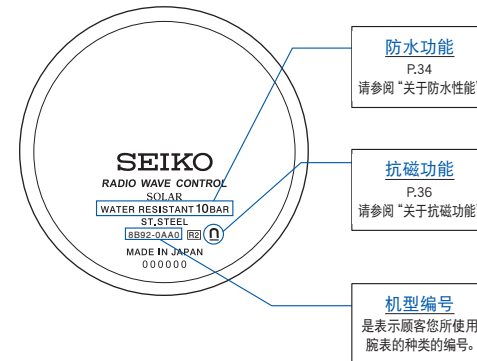 SEIKO
RADIO WAVE CONTROL
SOLAR
WATER RESISTANT 10BAR
ST.STEEL
8B92-0AA0 R2
MADE IN JAPAN
000000
防水功能
P.34
请参阅“关于防水性能”
抗磁功能
P.36
请参阅“关于抗磁功能”
机型编号
是表示顾客您所使用
腕表的种类的编号。